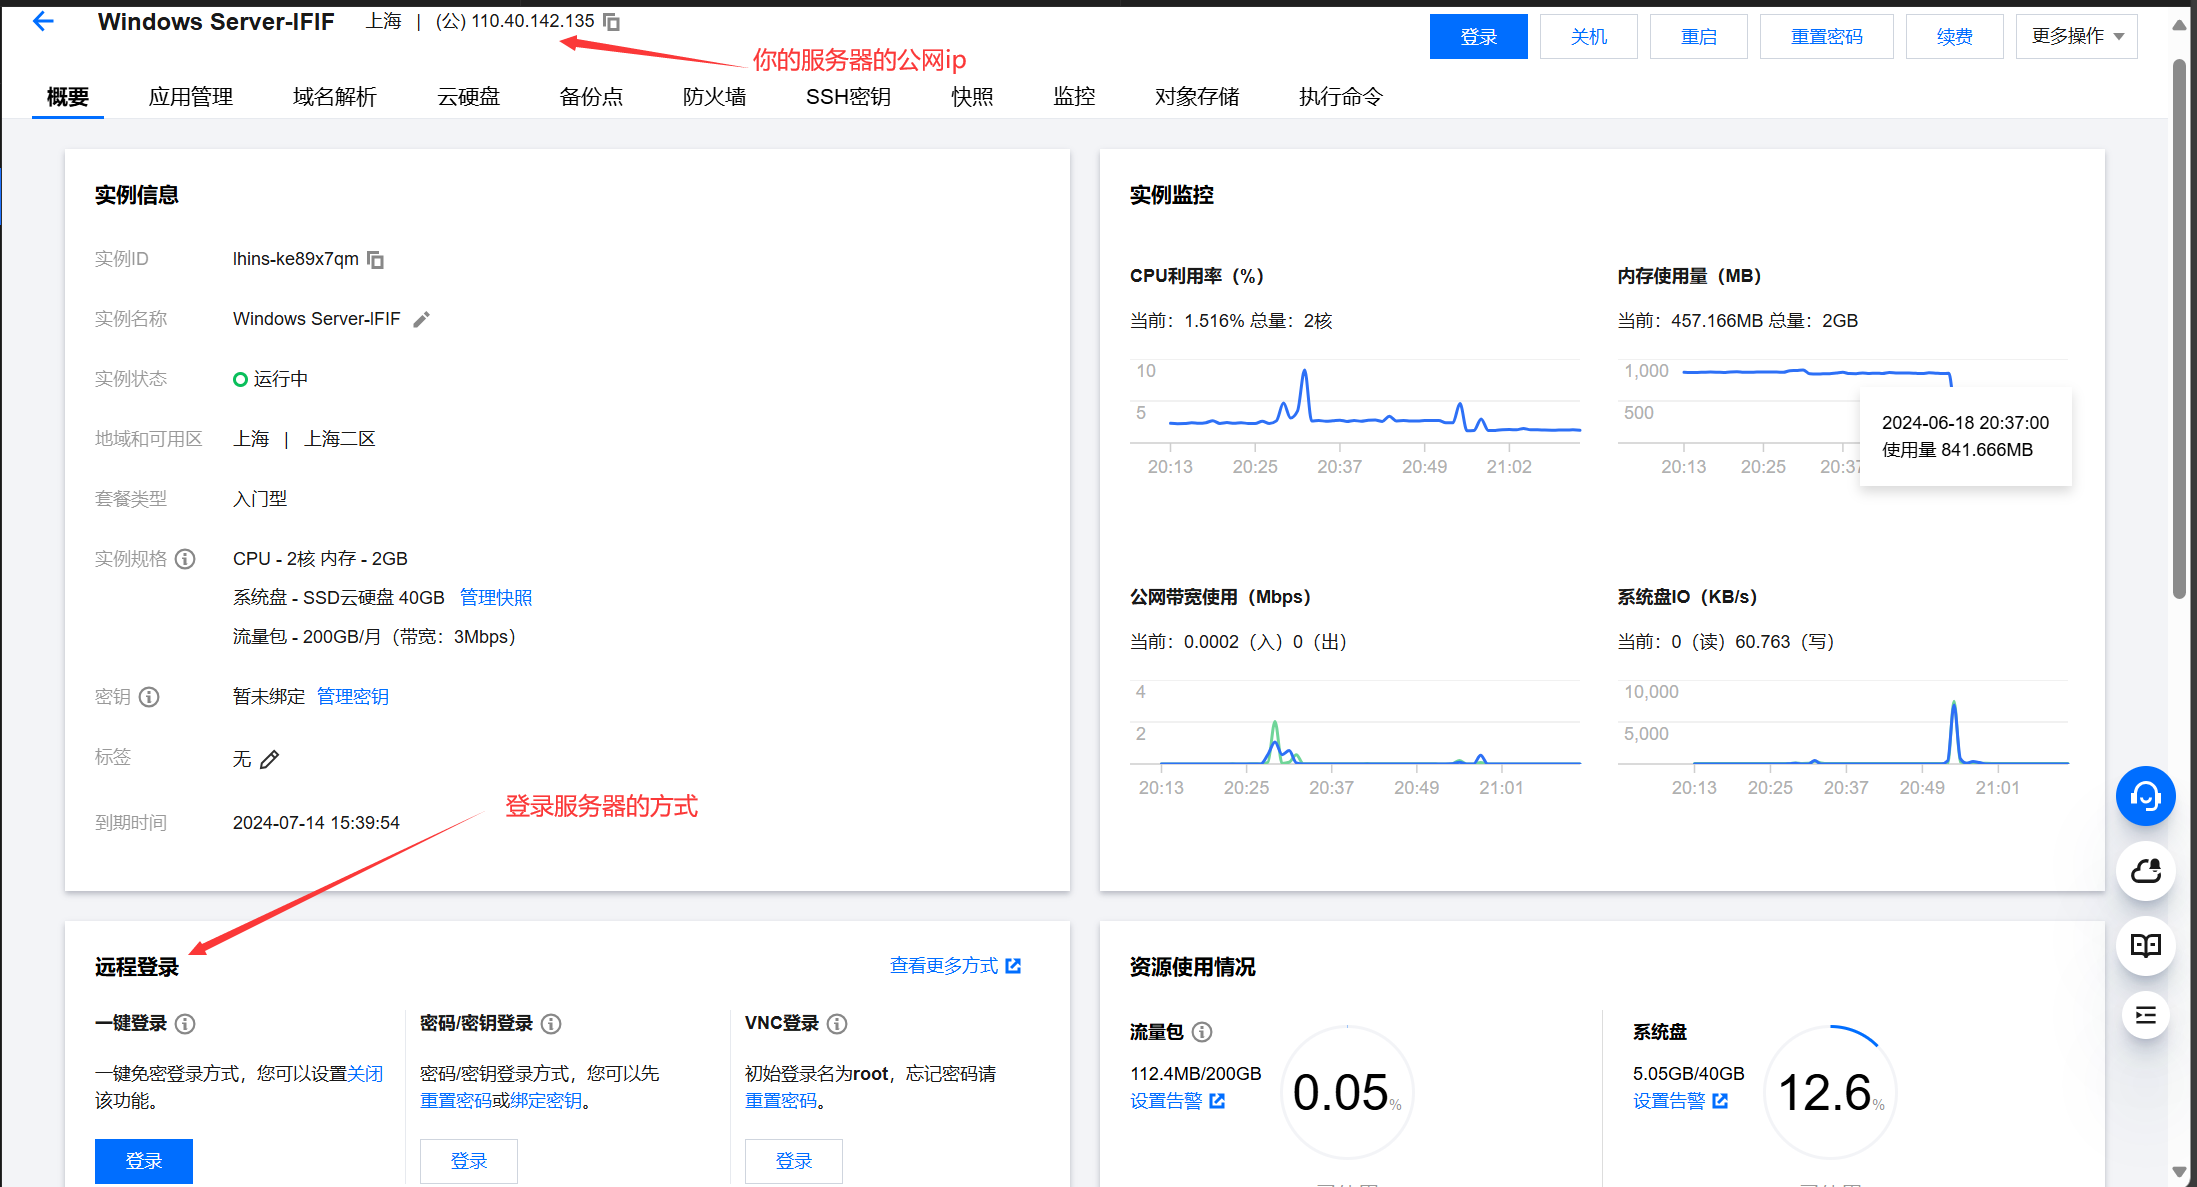 Windows Server-IFIF 上海 | (公) 110.40.142.135
登录 关机 重启 重置密码 续费 更多操作
你的服务器的公网ip
概要 应用管理 域名解析 云硬盘 备份点 防火墙 SSH密钥 快照 监控 对象存储 执行命令
实例信息
实例ID lhins-ke89x7qm
实例名称 Windows Server-IFIF
实例状态 运行中
地域和可用区 上海 | 上海二区
套餐类型 入门型
实例规格 CPU - 2核 内存 - 2GB
系统盘 - SSD云硬盘 40GB 管理快照
流量包 - 200GB/月（带宽：3Mbps）
密钥 暂未绑定 管理密钥
标签 无
登录服务器的方式
到期时间 2024-07-14 15:39:54
实例监控
CPU利用率（%）
当前：1.516% 总量：2核
10
5
20:13 20:25 20:37 20:49 21:02
内存使用量（MB）
当前：457.166MB 总量：2GB
1,000
500
20:13 20:25 20:37
2024-06-18 20:37:00
使用量 841.666MB
公网带宽使用（Mbps）
当前：0.0002（入）0（出）
4
2
20:13 20:25 20:37 20:49 21:01
系统盘IO（KB/s）
当前：0（读）60.763（写）
10,000
5,000
20:13 20:25 20:37 20:49 21:01
远程登录 查看更多方式
一键登录
一键免密登录方式，您可以设置关闭
该功能。
登录
密码/密钥登录
密码/密钥登录方式，您可以先
重置密码或绑定密钥。
登录
VNC登录
初始登录名为root，忘记密码请
重置密码。
登录
资源使用情况
流量包
112.4MB/200GB
设置告警
0.05%
系统盘
5.05GB/40GB
设置告警
12.6%